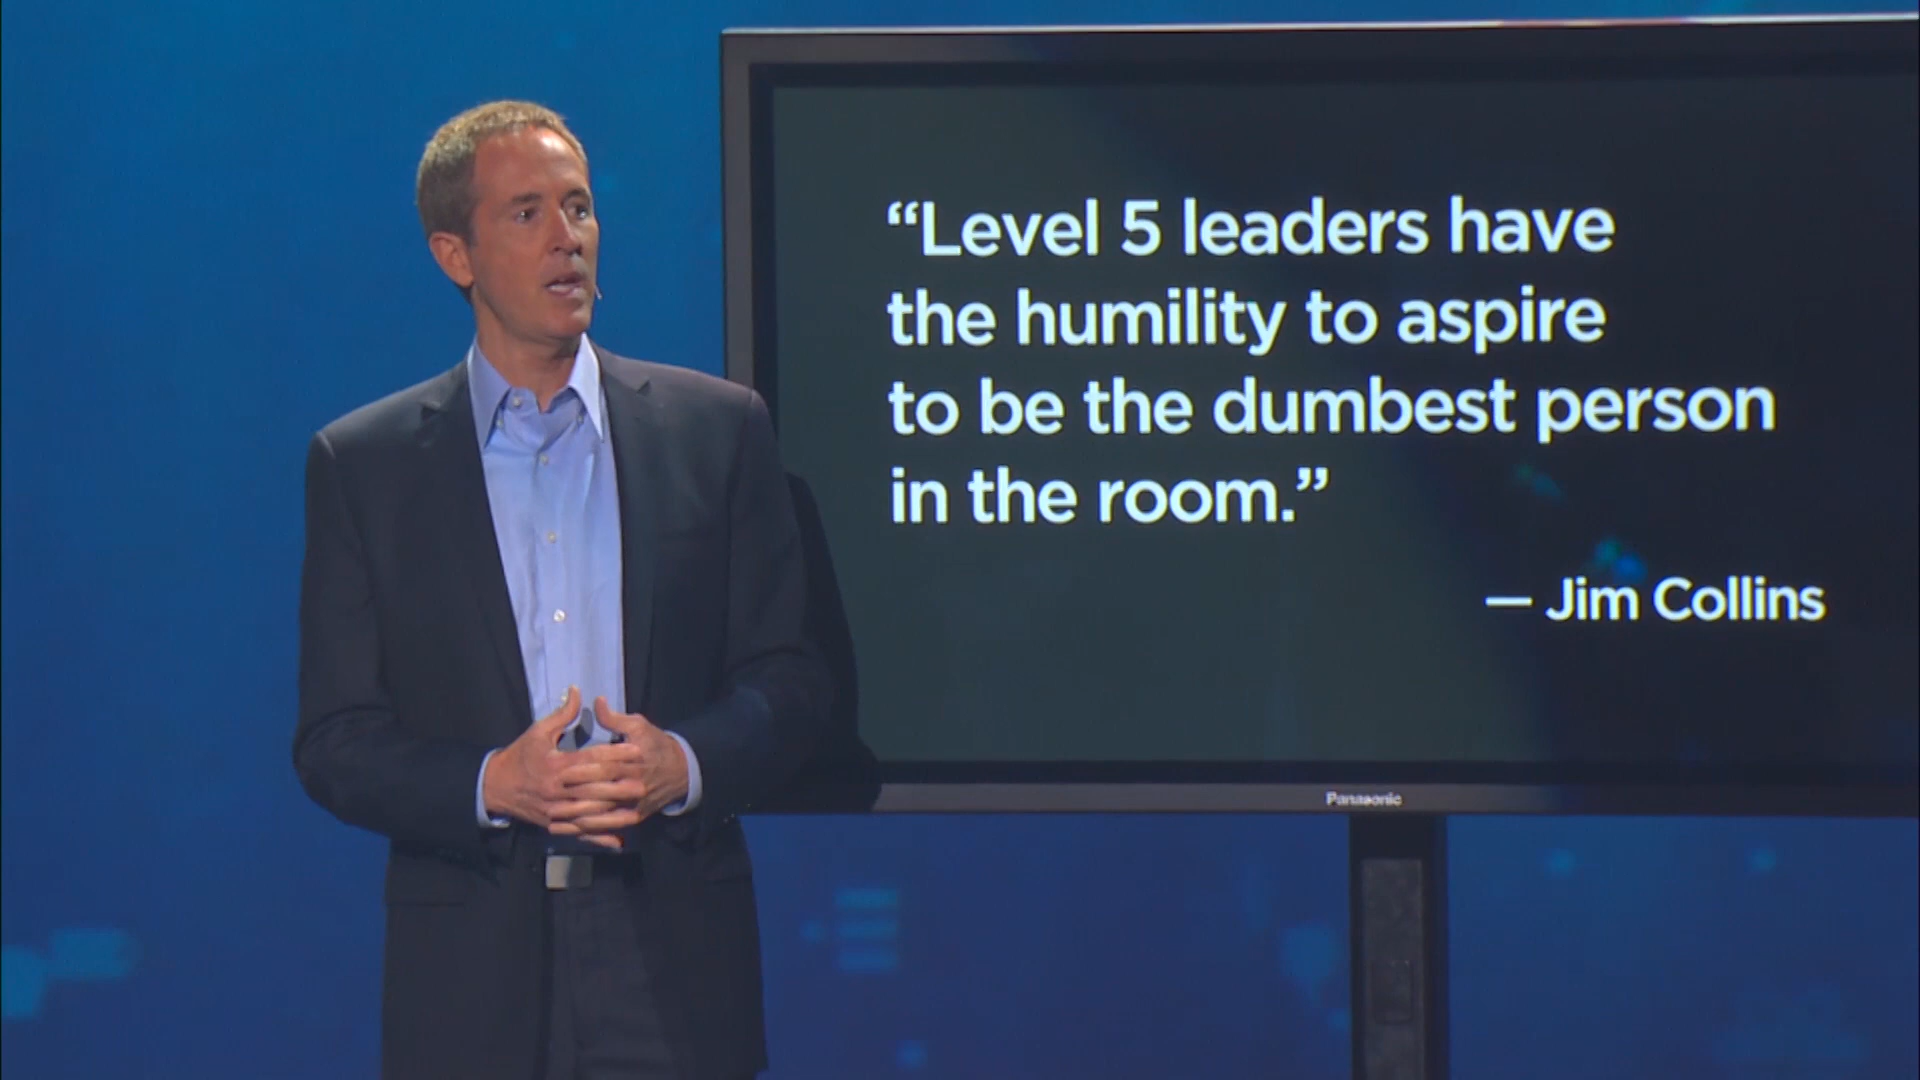 “Level 5 leaders have
the humility to aspire
to be the dumbest person
in the room.”
— Jim Collins
Panasonic